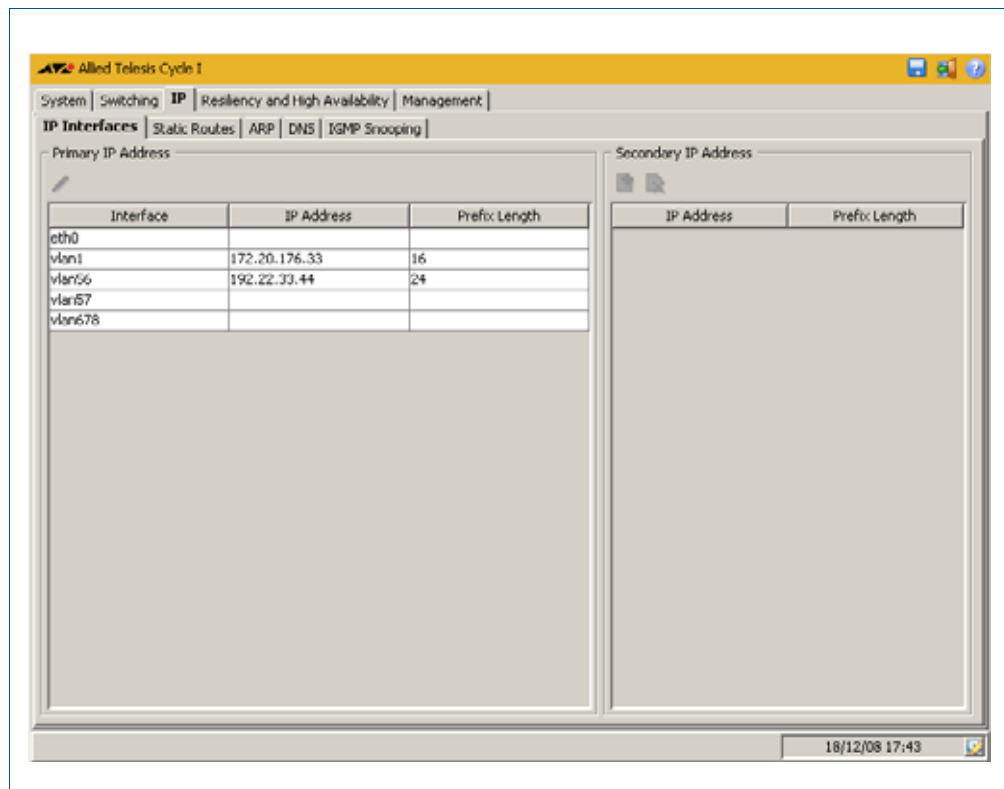 Allied Telesis Cycle I
System Switching IP Resiliency and High Availability Management
IP Interfaces Static Routes ARP DNS IGMP Snooping
Primary IP Address
Interface IP Address Prefix Length
eth0
vlan1 172.20.176.33 16
vlan56 192.22.33.44 24
vlan57
vlan678
Secondary IP Address
IP Address Prefix Length
18/12/08 17:43